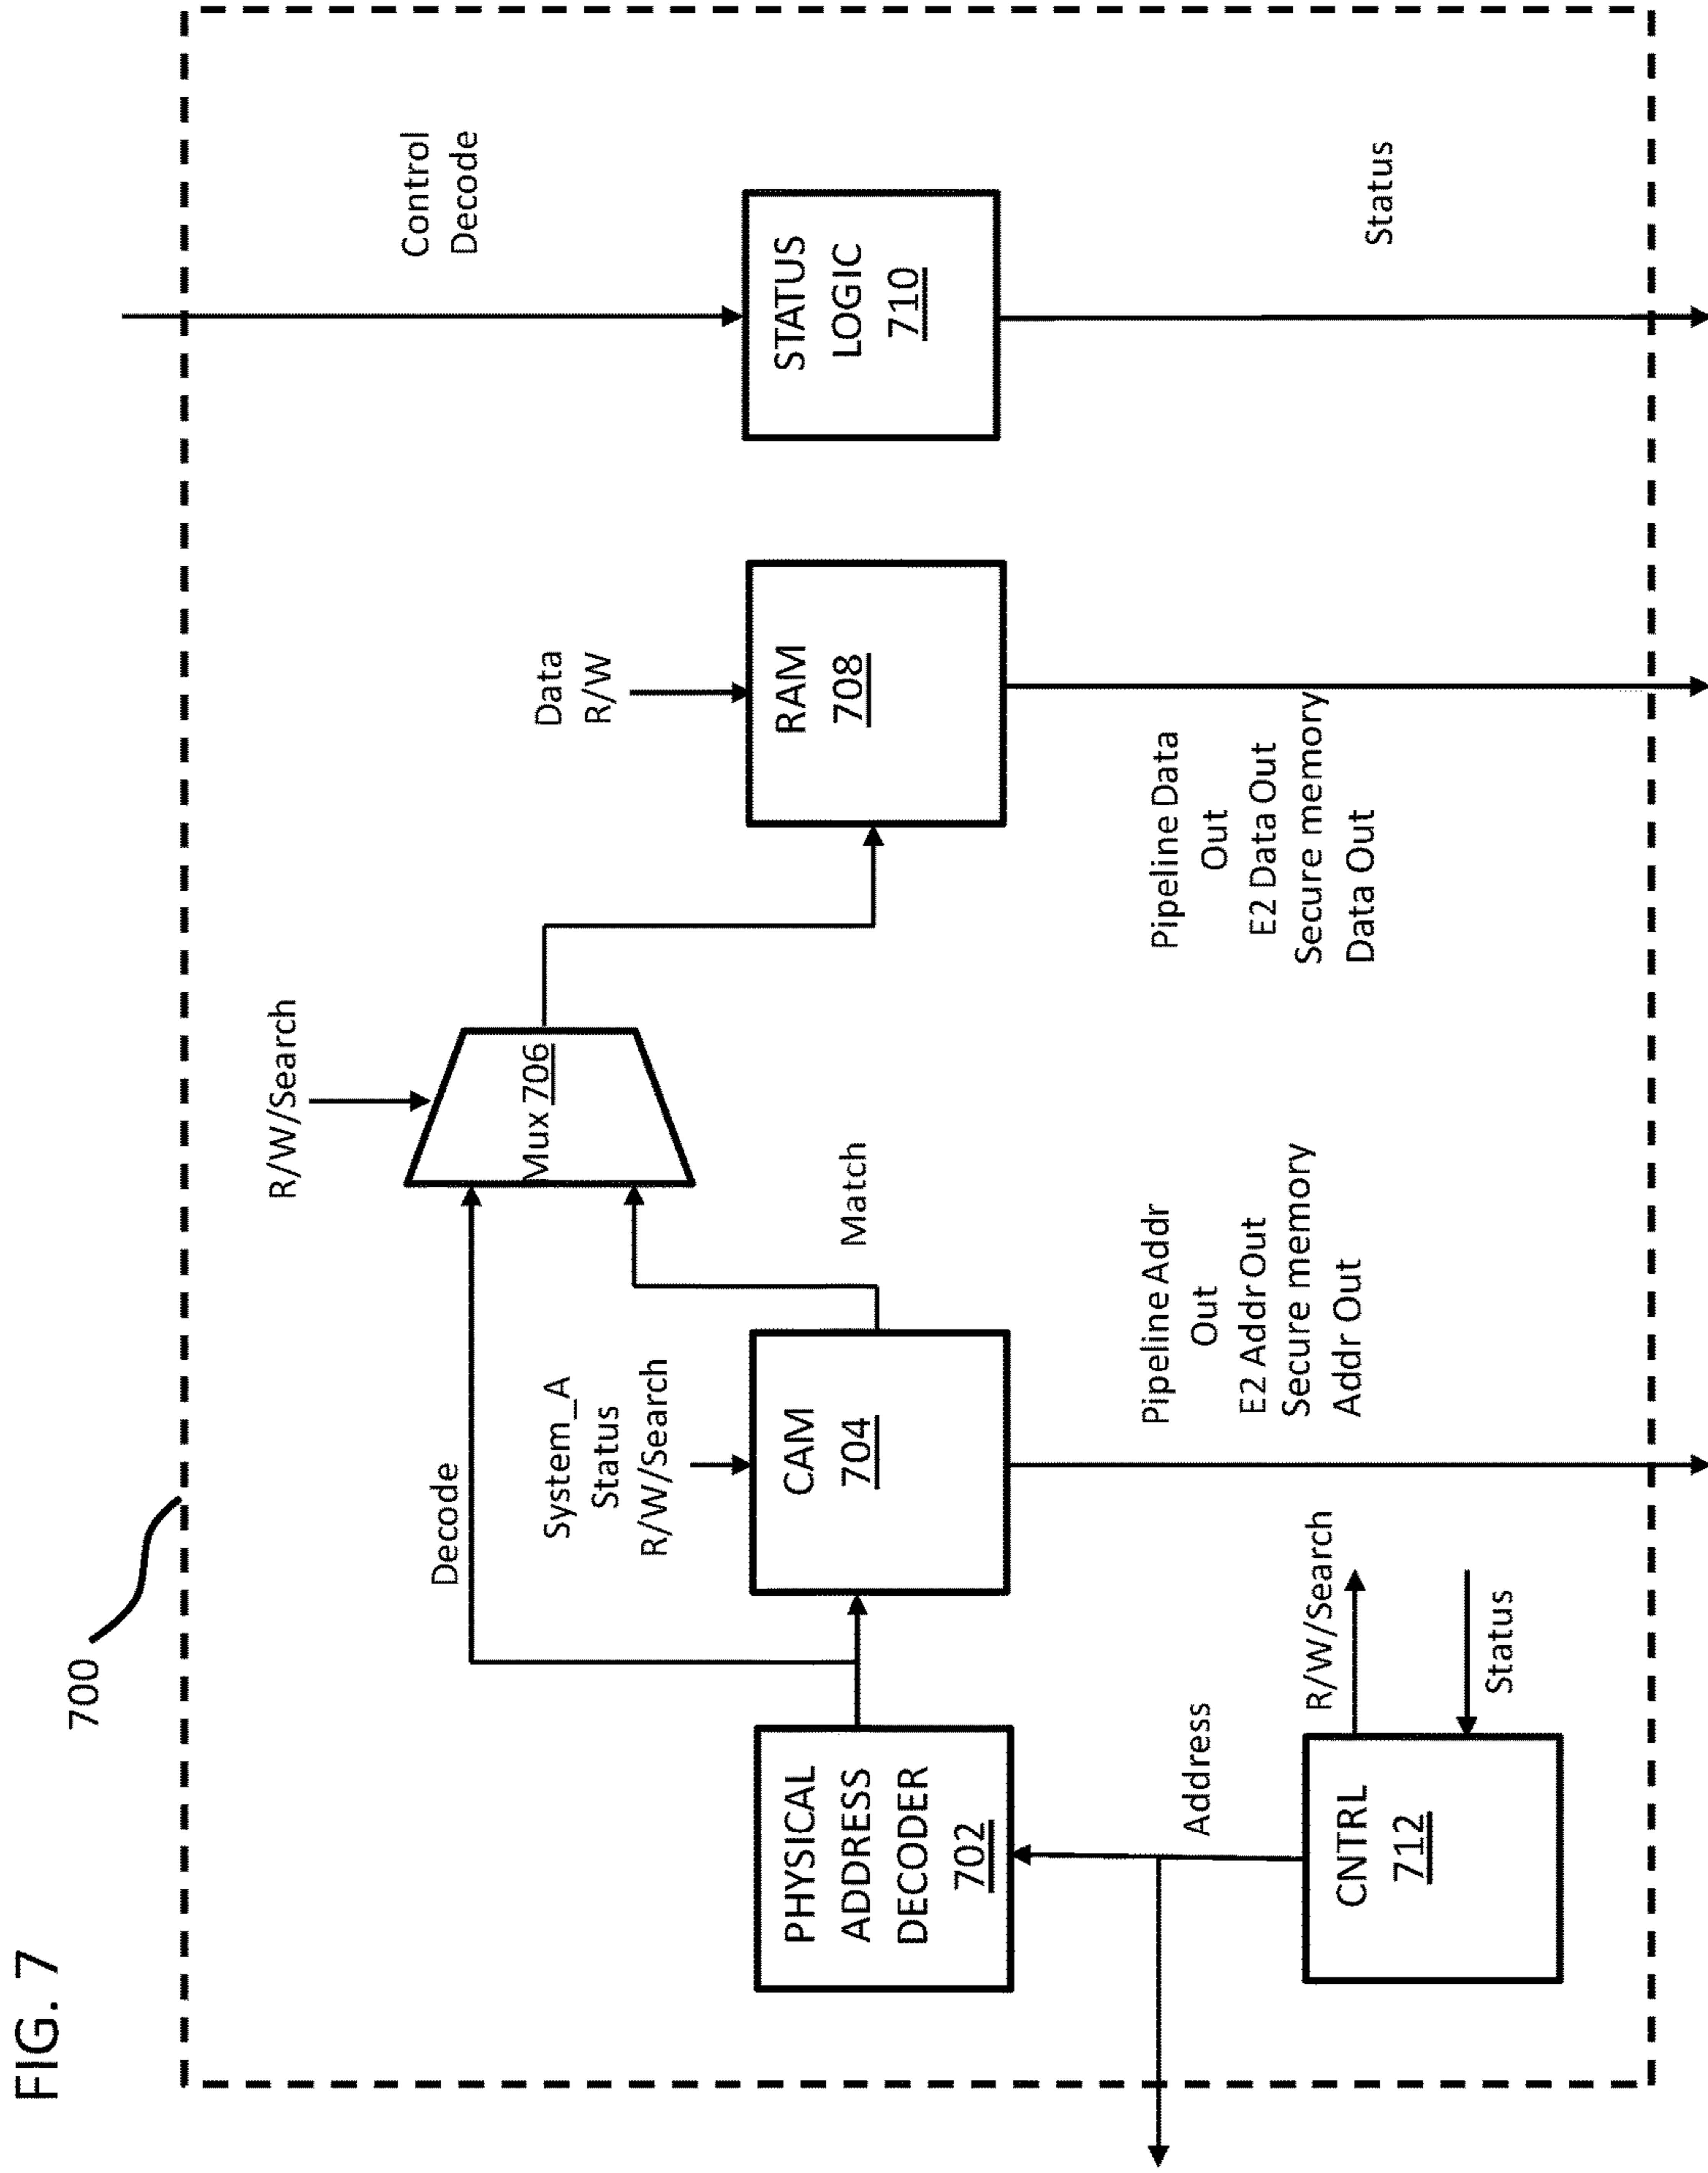 FIG. 7
700
R/W/Search
Control
Decode
Decode
Mux 706
Data
R/W
System_A
Status
R/W/Search
Match
PHYSICAL
ADDRESS
DECODER
702
CAM
704
RAM
708
STATUS
LOGIC
710
Address
Pipeline Addr
Out
E2 Addr Out
Secure memory
Addr Out
Pipeline Data
Out
E2 Data Out
Secure memory
Data Out
Status
CNTRL
712
R/W/Search
Status